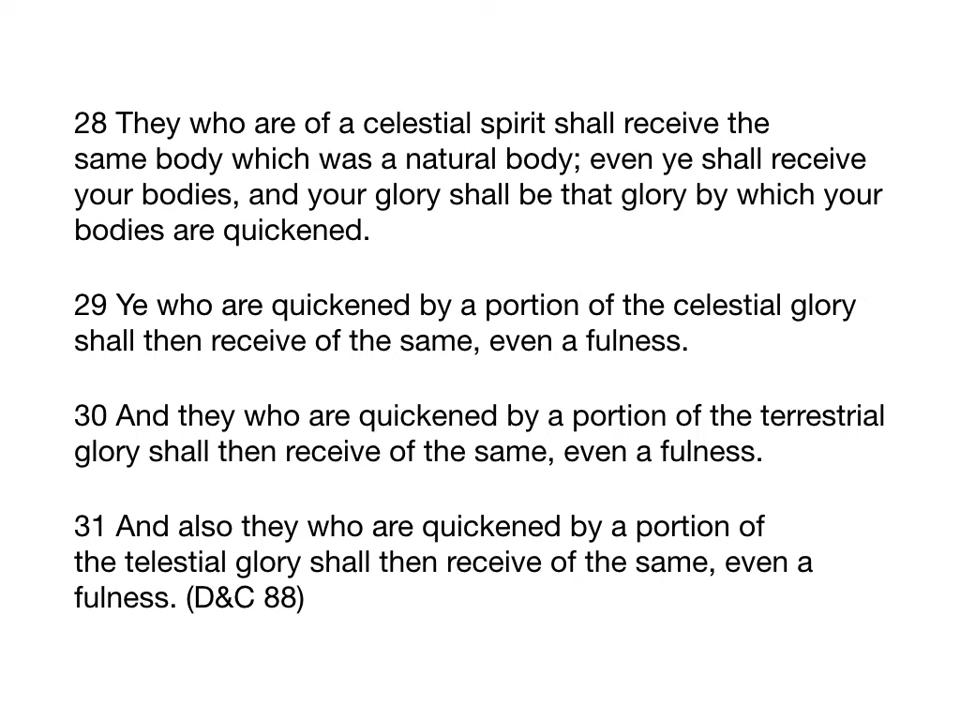 28 They who are of a celestial spirit shall receive the
same body which was a natural body; even ye shall receive
your bodies, and your glory shall be that glory by which your
bodies are quickened.
29 Ye who are quickened by a portion of the celestial glory
shall then receive of the same, even a fulness.
30 And they who are quickened by a portion of the terrestrial
glory shall then receive of the same, even a fulness.
31 And also they who are quickened by a portion of
the telestial glory shall then receive of the same, even a
fulness. (D&C 88)